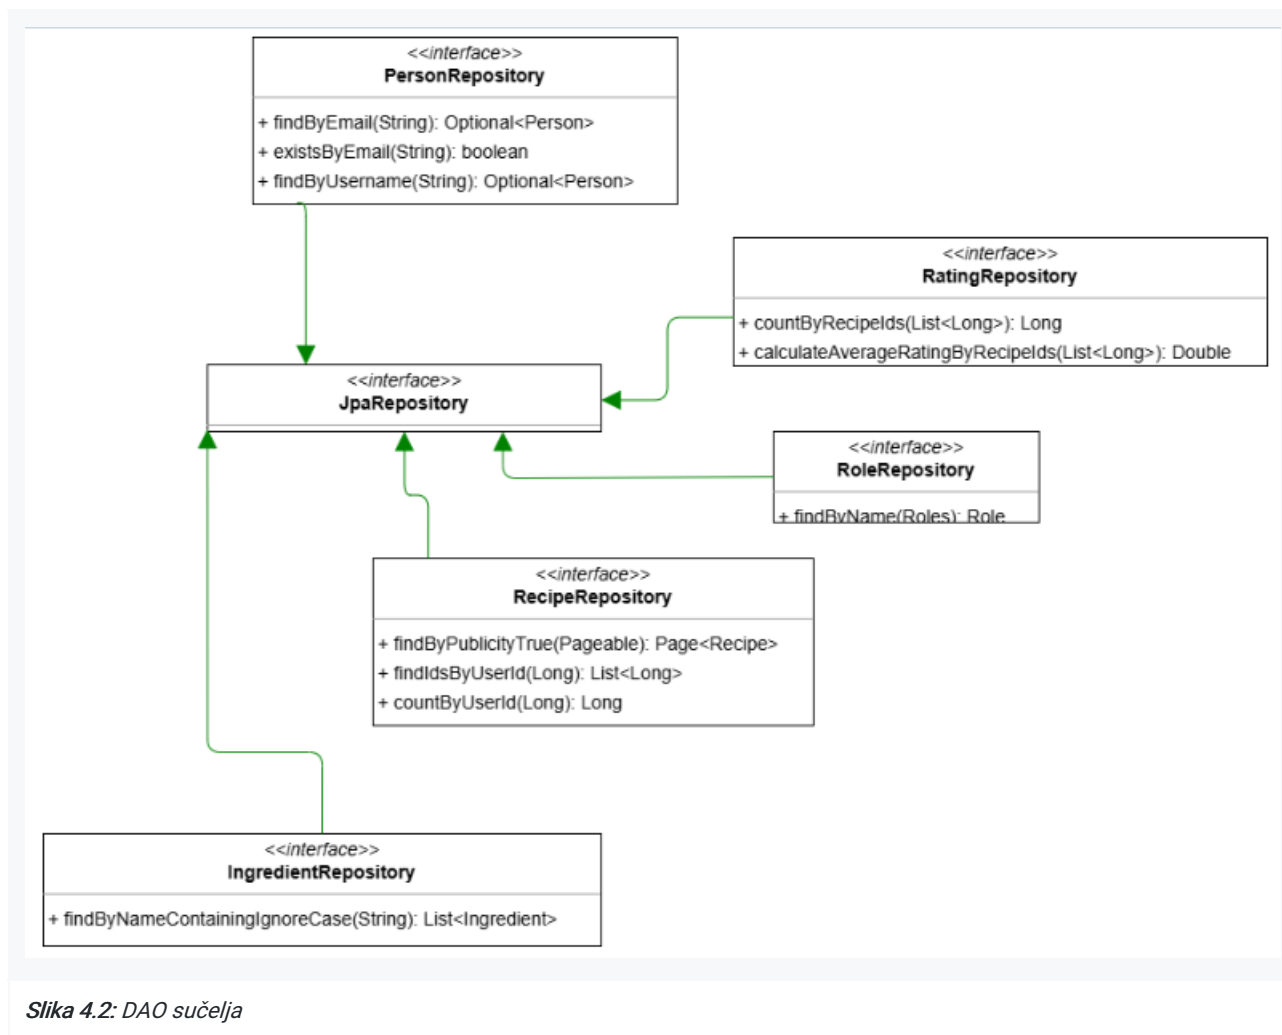 <<interface>>
PersonRepository
+ findByEmail(String): Optional<Person>
+ existsByEmail(String): boolean
+ findByUsername(String): Optional<Person>
<<interface>>
RatingRepository
+ countByRecipeIds(List<Long>): Long
+ calculateAverageRatingByRecipeIds(List<Long>): Double
<<interface>>
JpaRepository
<<interface>>
RoleRepository
+ findByName(Roles): Role
<<interface>>
RecipeRepository
+ findByPublicityTrue(Pageable): Page<Recipe>
+ findIdsByUserId(Long): List<Long>
+ countByUserId(Long): Long
<<interface>>
IngredientRepository
+ findByNameContainingIgnoreCase(String): List<Ingredient>
Slika 4.2: DAO sučelja